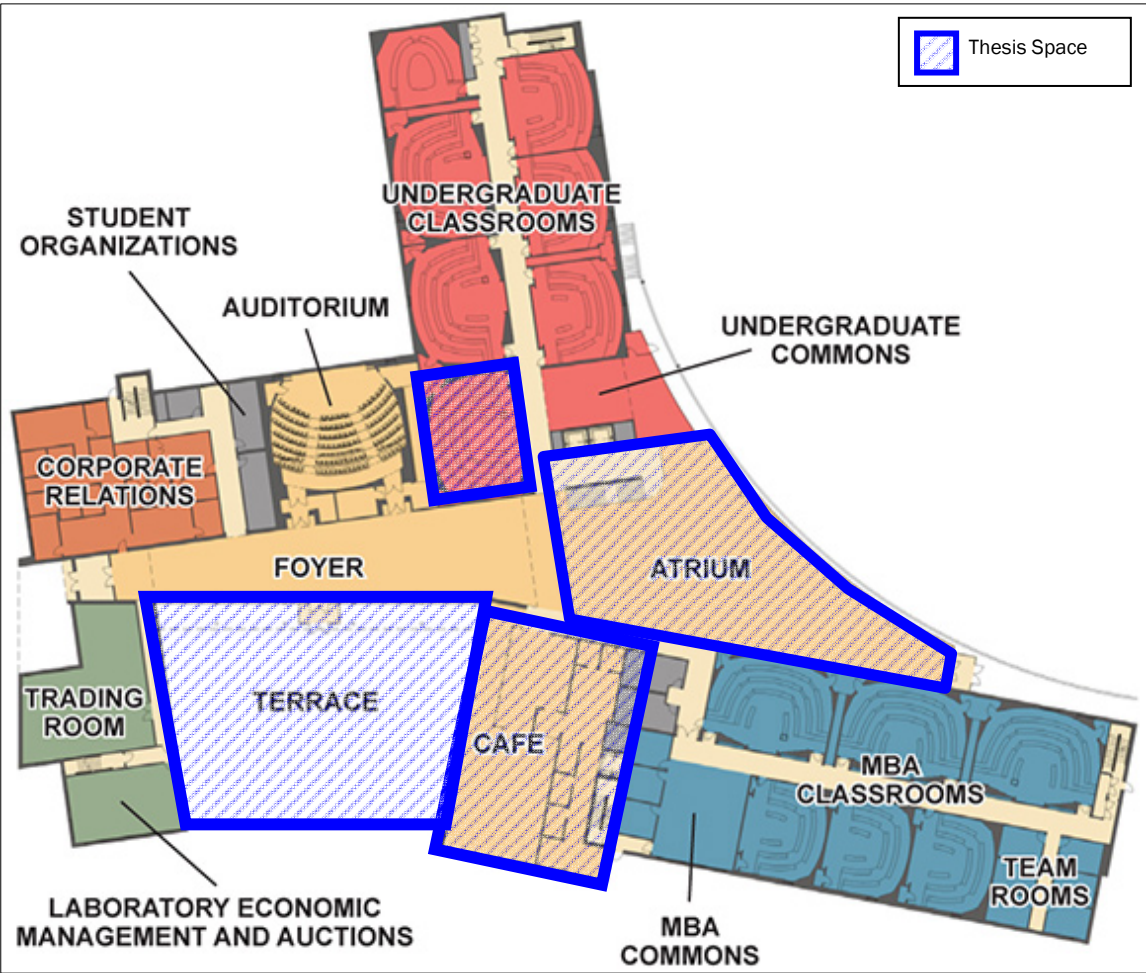 Thesis Space
UNDERGRADUATE
CLASSROOMS
STUDENT
ORGANIZATIONS
AUDITORIUM
UNDERGRADUATE
COMMONS
CORPORATE
RELATIONS
FOYER
ATRIUM
TRADING
ROOM
TERRACE
CAFE
MBA
CLASSROOMS
TEAM
ROOMS
LABORATORY ECONOMIC
MANAGEMENT AND AUCTIONS
MBA
COMMONS